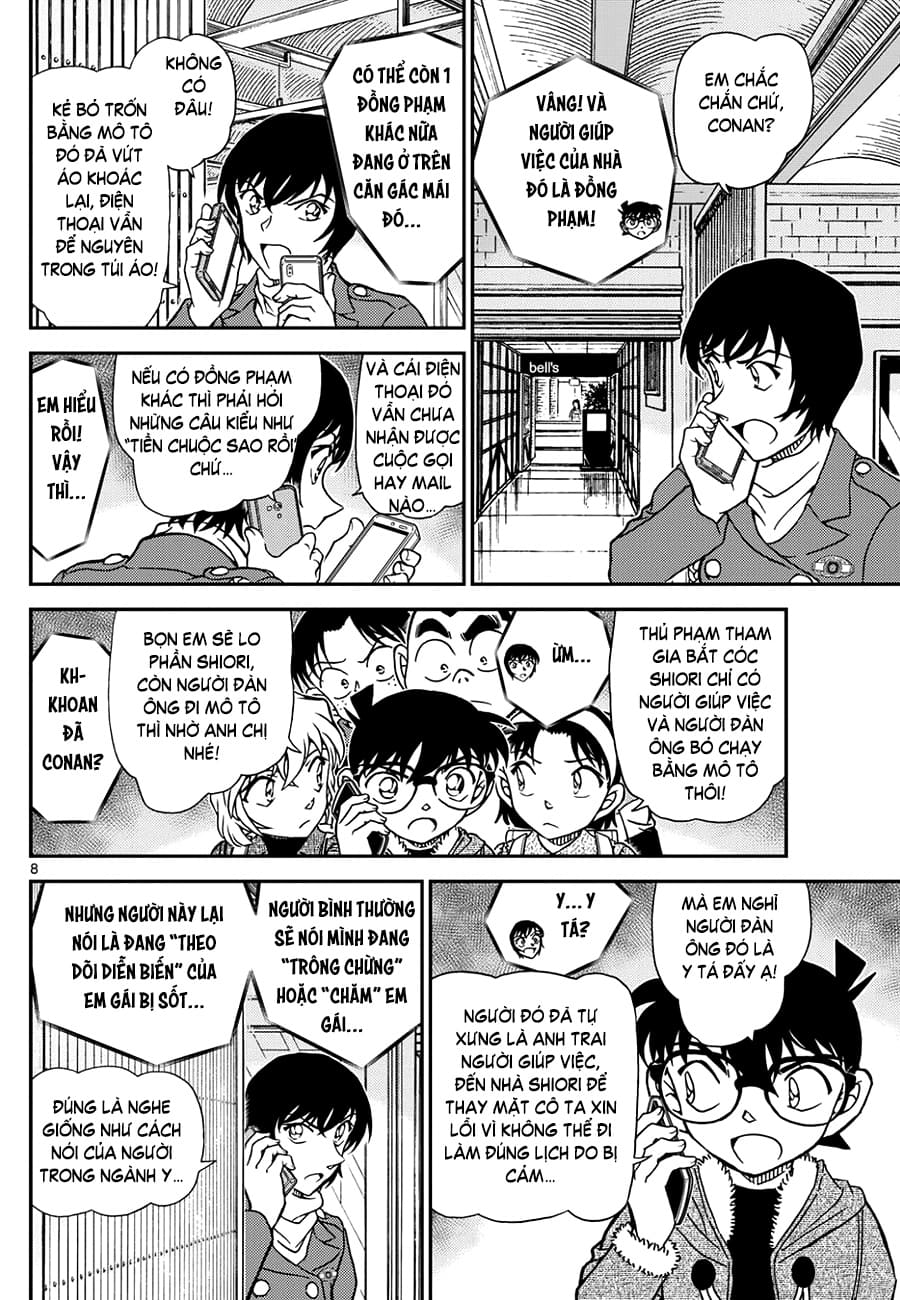 EM CHẮC
CHẮN CHỨ,
CONAN?
VÂNG! VÀ
NGƯỜI GIÚP
VIỆC CỦA NHÀ
ĐÓ LÀ ĐỒNG
PHẠM!
bell's
CÓ THỂ CÒN 1
ĐỒNG PHẠM
KHÁC NỮA
ĐANG Ở TRÊN
CĂN GÁC MÁI
ĐÓ...
KHÔNG
CÓ
ĐÂU!
KẺ BỎ TRỐN
BẰNG MÔ TÔ
ĐÓ ĐÃ VỨT
ÁO KHOÁC
LẠI, ĐIỆN
THOẠI VẪN
ĐỂ NGUYÊN
TRONG TÚI ÁO!
VÀ CÁI ĐIỆN
THOẠI ĐÓ
VẪN CHƯA
NHẬN ĐƯỢC
CUỘC GỌI
HAY MAIL
NÀO...
NẾU CÓ ĐỒNG PHẠM
KHÁC THÌ PHẢI HỎI
NHỮNG CÂU KIỂU NHƯ
"TIỀN CHUỘC SAO RỒI"
CHỨ...
EM HIỂU
RỒI!
VẬY
THÌ...
THỦ PHẠM THAM
GIA BẮT CÓC
SHIORI CHỈ CÓ
NGƯỜI GIÚP VIỆC
VÀ NGƯỜI ĐÀN
ÔNG BỎ CHẠY
BẰNG MÔ TÔ
THÔI!
ỪM...
BỌN EM SẼ LO
PHẦN SHIORI,
CÒN NGƯỜI ĐÀN
ÔNG ĐI MÔ TÔ
THÌ NHỜ ANH CHỊ
NHÉ!
KH-
KHOAN
ĐÃ
CONAN?
8
MÀ EM NGHĨ
NGƯỜI ĐÀN
ÔNG ĐÓ LÀ
Y TÁ ĐẤY Ạ!
Y...Y
TÁ?
NGƯỜI ĐÓ ĐÃ TỰ
XƯNG LÀ ANH TRAI
NGƯỜI GIÚP VIỆC,
ĐẾN NHÀ SHIORI ĐỂ
THAY MẶT CÔ TA XIN
LỖI VÌ KHÔNG THỂ ĐI
LÀM ĐÚNG LỊCH DO BỊ
CẢM...
NGƯỜI BÌNH THƯỜNG
SẼ NÓI MÌNH ĐANG
"TRÔNG CHỪNG"
HOẶC "CHĂM" EM
GÁI...
NHƯNG NGƯỜI NÀY LẠI
NÓI LÀ ĐANG "THEO
DÕI DIỄN BIẾN" CỦA
EM GÁI BỊ SỐT...
ĐÚNG LÀ NGHE
GIỐNG NHƯ CÁCH
NÓI CỦA NGƯỜI
TRONG NGÀNH Y...